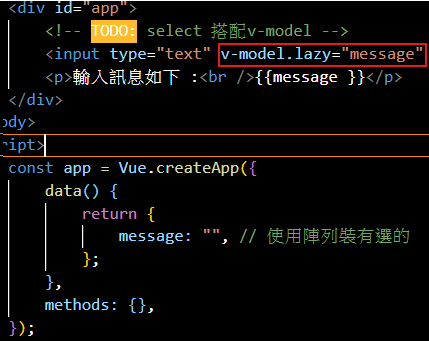 <div id="app">
<!-- TODO: select 搭配v-model -->
<input type="text" v-model.lazy="message"
<p>輸入訊息如下 :<br />{{message }}</p>
</div>
ody>
ript>
const app = Vue.createApp({
data() {
return {
message: "", // 使用陣列裝有選的
};
},
methods: {},
});